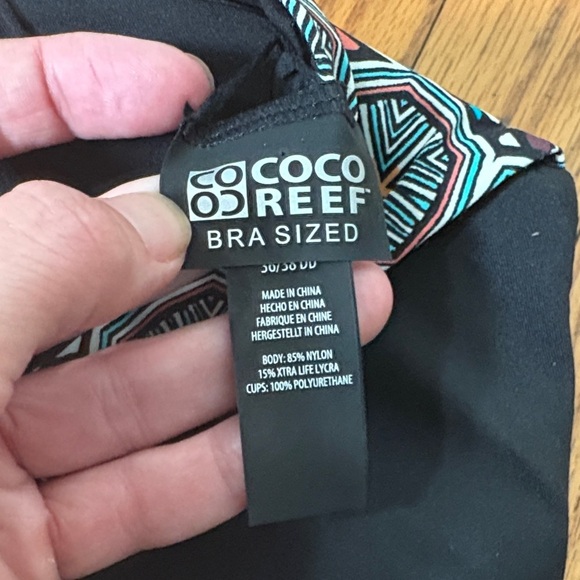 COCO
REEF™
BRA SIZED
36/38 DD
MADE IN CHINA
HECHO EN CHINA
FABRIQUE EN CHINE
HERGESTELLT IN CHINA
BODY: 85% NYLON
15% XTRA LIFE LYCRA
CUPS: 100% POLYURETHANE